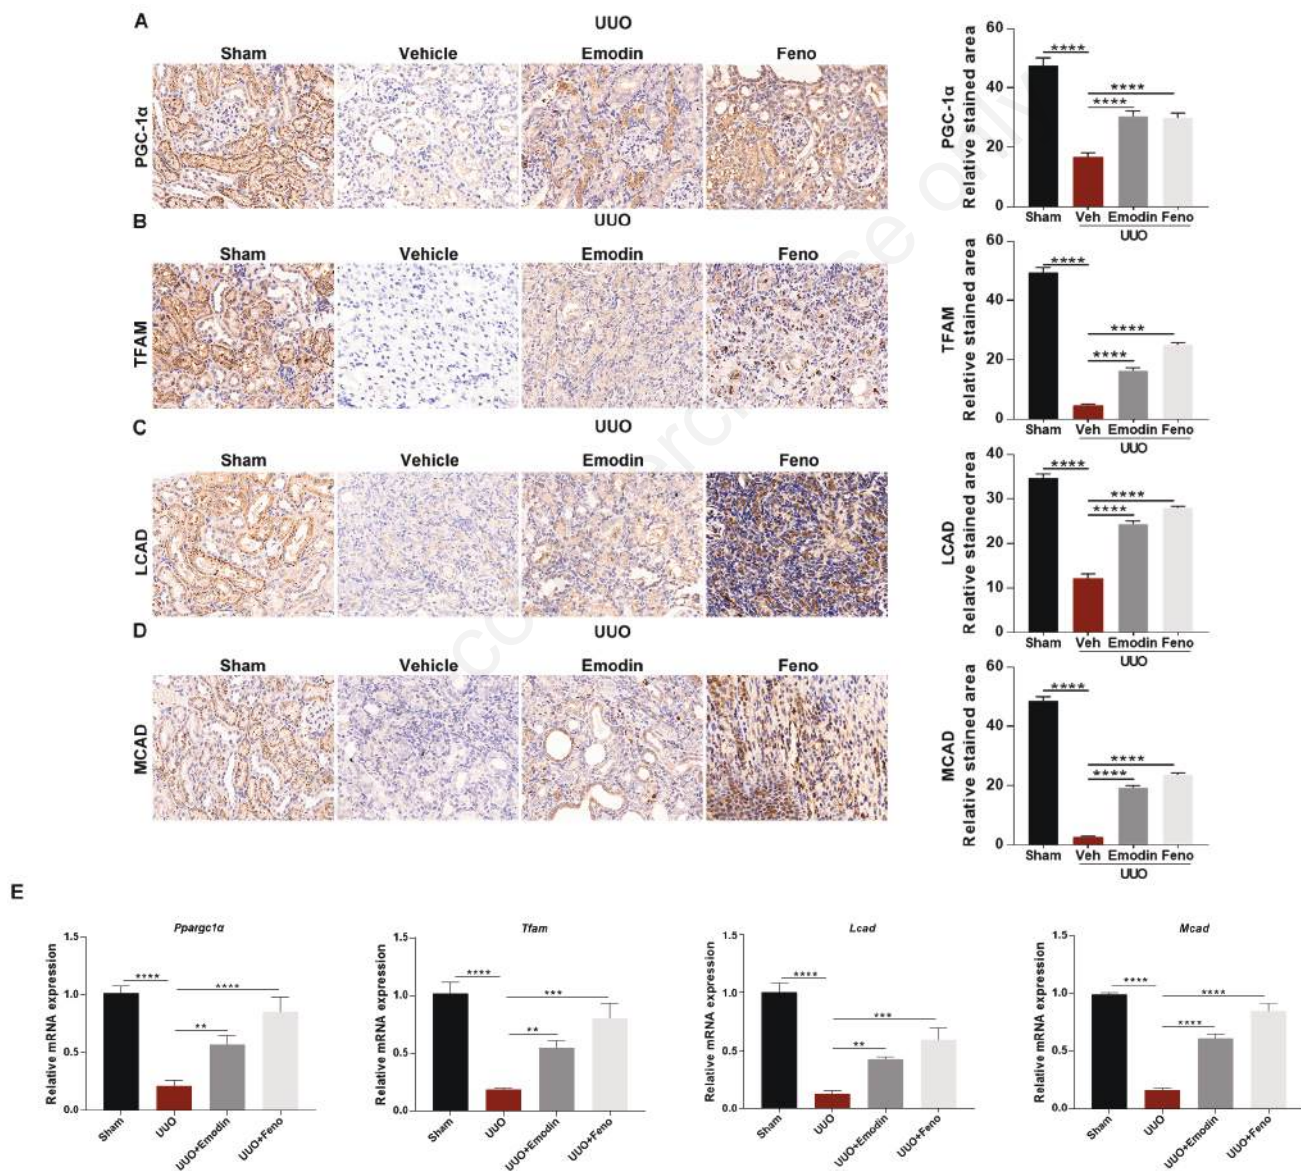 A
UUO
Sham Vehicle Emodin Feno
PGC-1α
PGC-1α
Relative stained area
60
40
20
0
****
****
****
Sham Veh Emodin Feno
UUO
B
UUO
Sham Vehicle Emodin Feno
TFAM
TFAM
Relative stained area
60
40
20
0
****
****
****
Sham Veh Emodin Feno
UUO
C
UUO
Sham Vehicle Emodin Feno
LCAD
LCAD
Relative stained area
40
30
20
10
0
****
****
****
Sham Veh Emodin Feno
UUO
D
UUO
Sham Vehicle Emodin Feno
MCAD
MCAD
Relative stained area
60
40
20
0
****
****
****
Sham Veh Emodin Feno
UUO
E
Ppargc1α
Relative mRNA expression
1.5
1.0
0.5
0.0
****
****
**
Sham UUO UUO+Emodin UUO+Feno
Tfam
Relative mRNA expression
1.5
1.0
0.5
0.0
****
***
**
Sham UUO UUO+Emodin UUO+Feno
Lcad
Relative mRNA expression
1.5
1.0
0.5
0.0
****
***
**
Sham UUO UUO+Emodin UUO+Feno
Mcad
Relative mRNA expression
1.5
1.0
0.5
0.0
****
****
****
Sham UUO UUO+Emodin UUO+Feno